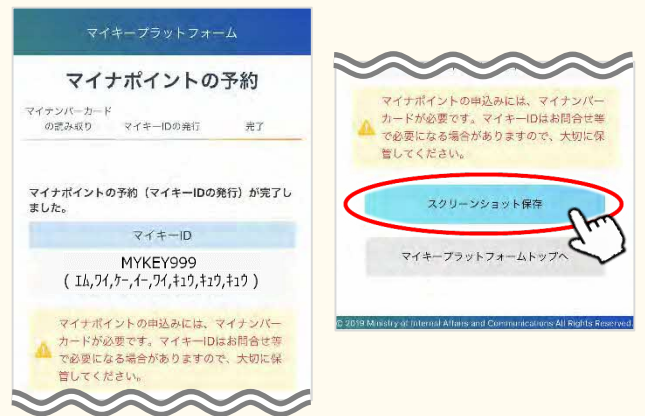 マイキープラットフォーム
マイナポイントの予約
マイナンバーカード
の読み取り
マイキーIDの発行
完了
マイナポイントの予約（マイキーIDの発行）が完了し
ました。
マイキーID
MYKEY999
( エム,ワイ,ケー,イー,ワイ,キュウ,キュウ,キュウ )
マイナポイントの申込みには、マイナンバー
カードが必要です。マイキーIDはお問合せ等
で必要になる場合がありますので、大切に保
管してください。
マイナポイントの申込みには、マイナンバー
カードが必要です。マイキーIDはお問合せ等
で必要になる場合がありますので、大切に保
管してください。
スクリーンショット保存
マイキープラットフォームトップへ
© 2019 Ministry of Internal Affairs and Communications All Rights Reserved.